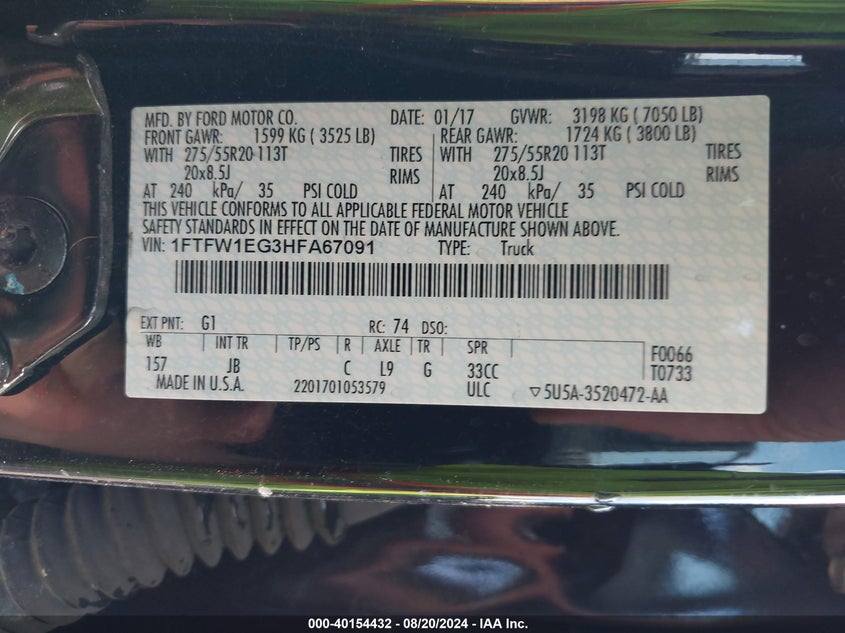 MFD. BY FORD MOTOR CO. DATE: 01/17 GVWR: 3198 KG ( 7050 LB)
FRONT GAWR: 1599 KG ( 3525 LB) REAR GAWR: 1724 KG ( 3800 LB)
WITH 275/55R20 113T TIRES WITH 275/55R20 113T TIRES
20x8.5J RIMS 20x8.5J RIMS
AT 240 kPa/ 35 PSI COLD AT 240 kPa/ 35 PSI COLD
THIS VEHICLE CONFORMS TO ALL APPLICABLE FEDERAL MOTOR VEHICLE
SAFETY STANDARDS IN EFFECT ON THE DATE OF MANUFACTURE SHOWN ABOVE.
VIN: 1FTFW1EG3HFA67091 TYPE: Truck
EXT PNT: G1 RC: 74 DSO:
WB INT TR TP/PS R AXLE TR SPR F0066
157 JB C L9 G 33CC T0733
MADE IN U.S.A. 2201701053579 ULC ▽5U5A-3520472-AA
000-40154432 - 08/20/2024 - IAA Inc.